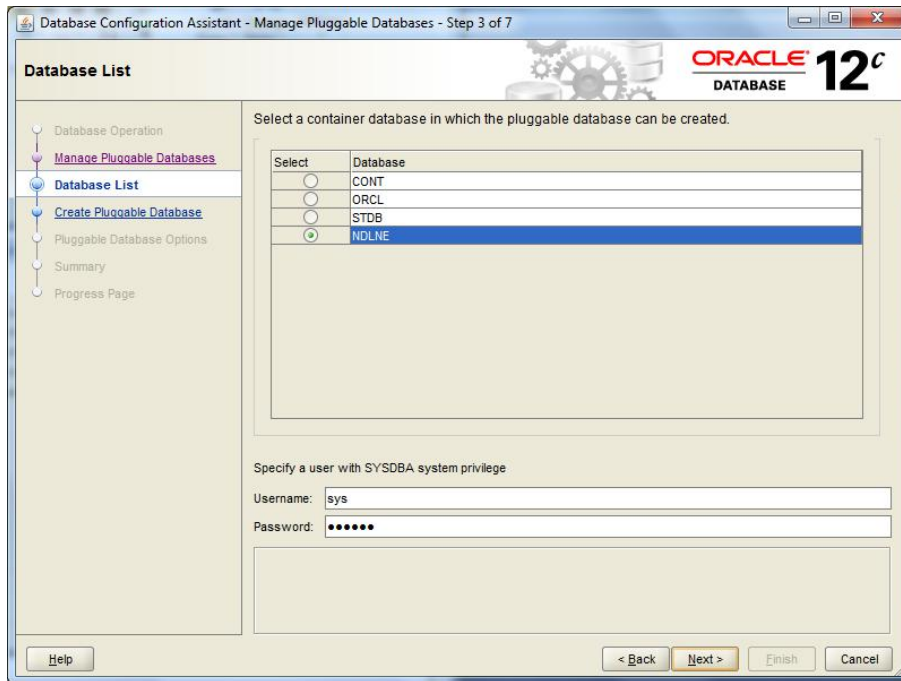 Database Configuration Assistant - Manage Pluggable Databases - Step 3 of 7
Database List
ORACLE
DATABASE
12c
Database Operation
Manage Pluggable Databases
Database List
Create Pluggable Database
Pluggable Database Options
Summary
Progress Page
Select a container database in which the pluggable database can be created.
Select Database
CONT
ORCL
STDB
NDLNE
Specify a user with SYSDBA system privilege
Username: sys
Password: ●●●●●●
Help < Back Next > Finish Cancel